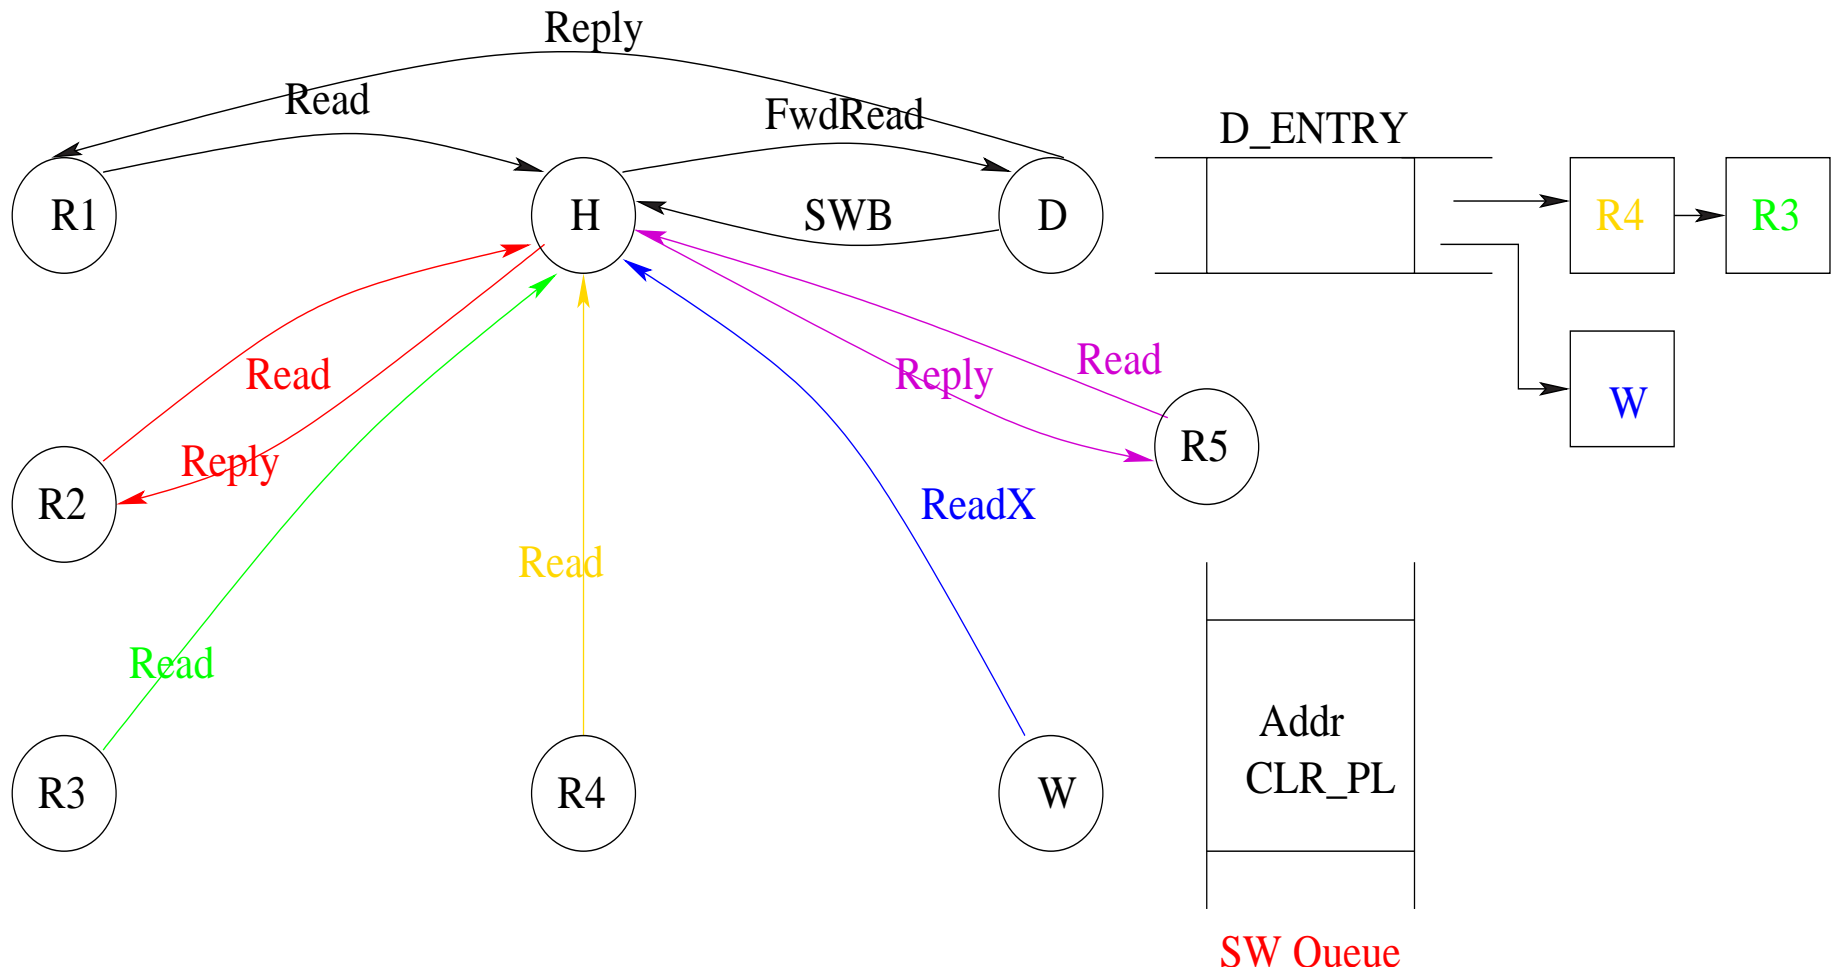 Reply
Read
FwdRead
D_ENTRY
R1
H
SWB
D
R4
R3
Read
Reply
Read
Reply
Read
W
R5
R2
ReadX
Read
Read
Addr
CLR_PL
R3
R4
W
SW Queue